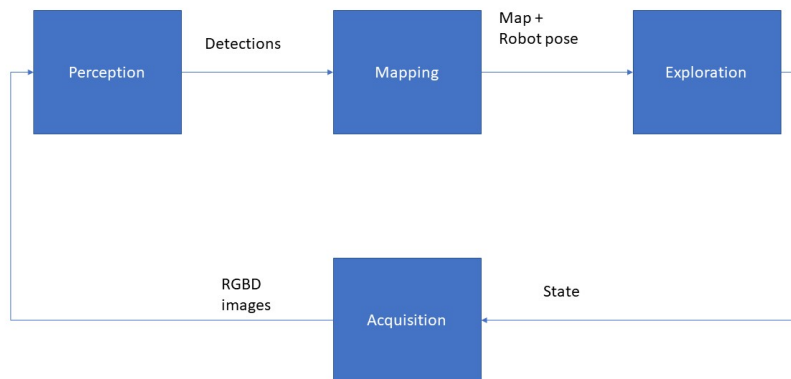 Perception
Detections
Mapping
Map +
Robot pose
Exploration
RGBD
images
Acquisition
State